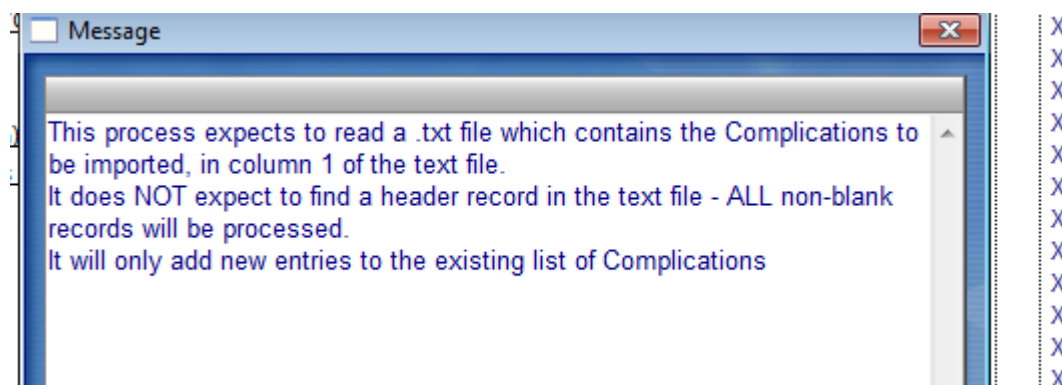 Message
This process expects to read a .txt file which contains the Complications to
be imported, in column 1 of the text file.
It does NOT expect to find a header record in the text file - ALL non-blank
records will be processed.
It will only add new entries to the existing list of Complications
X
X
X
X
X
X
X
X
X
X
X
X